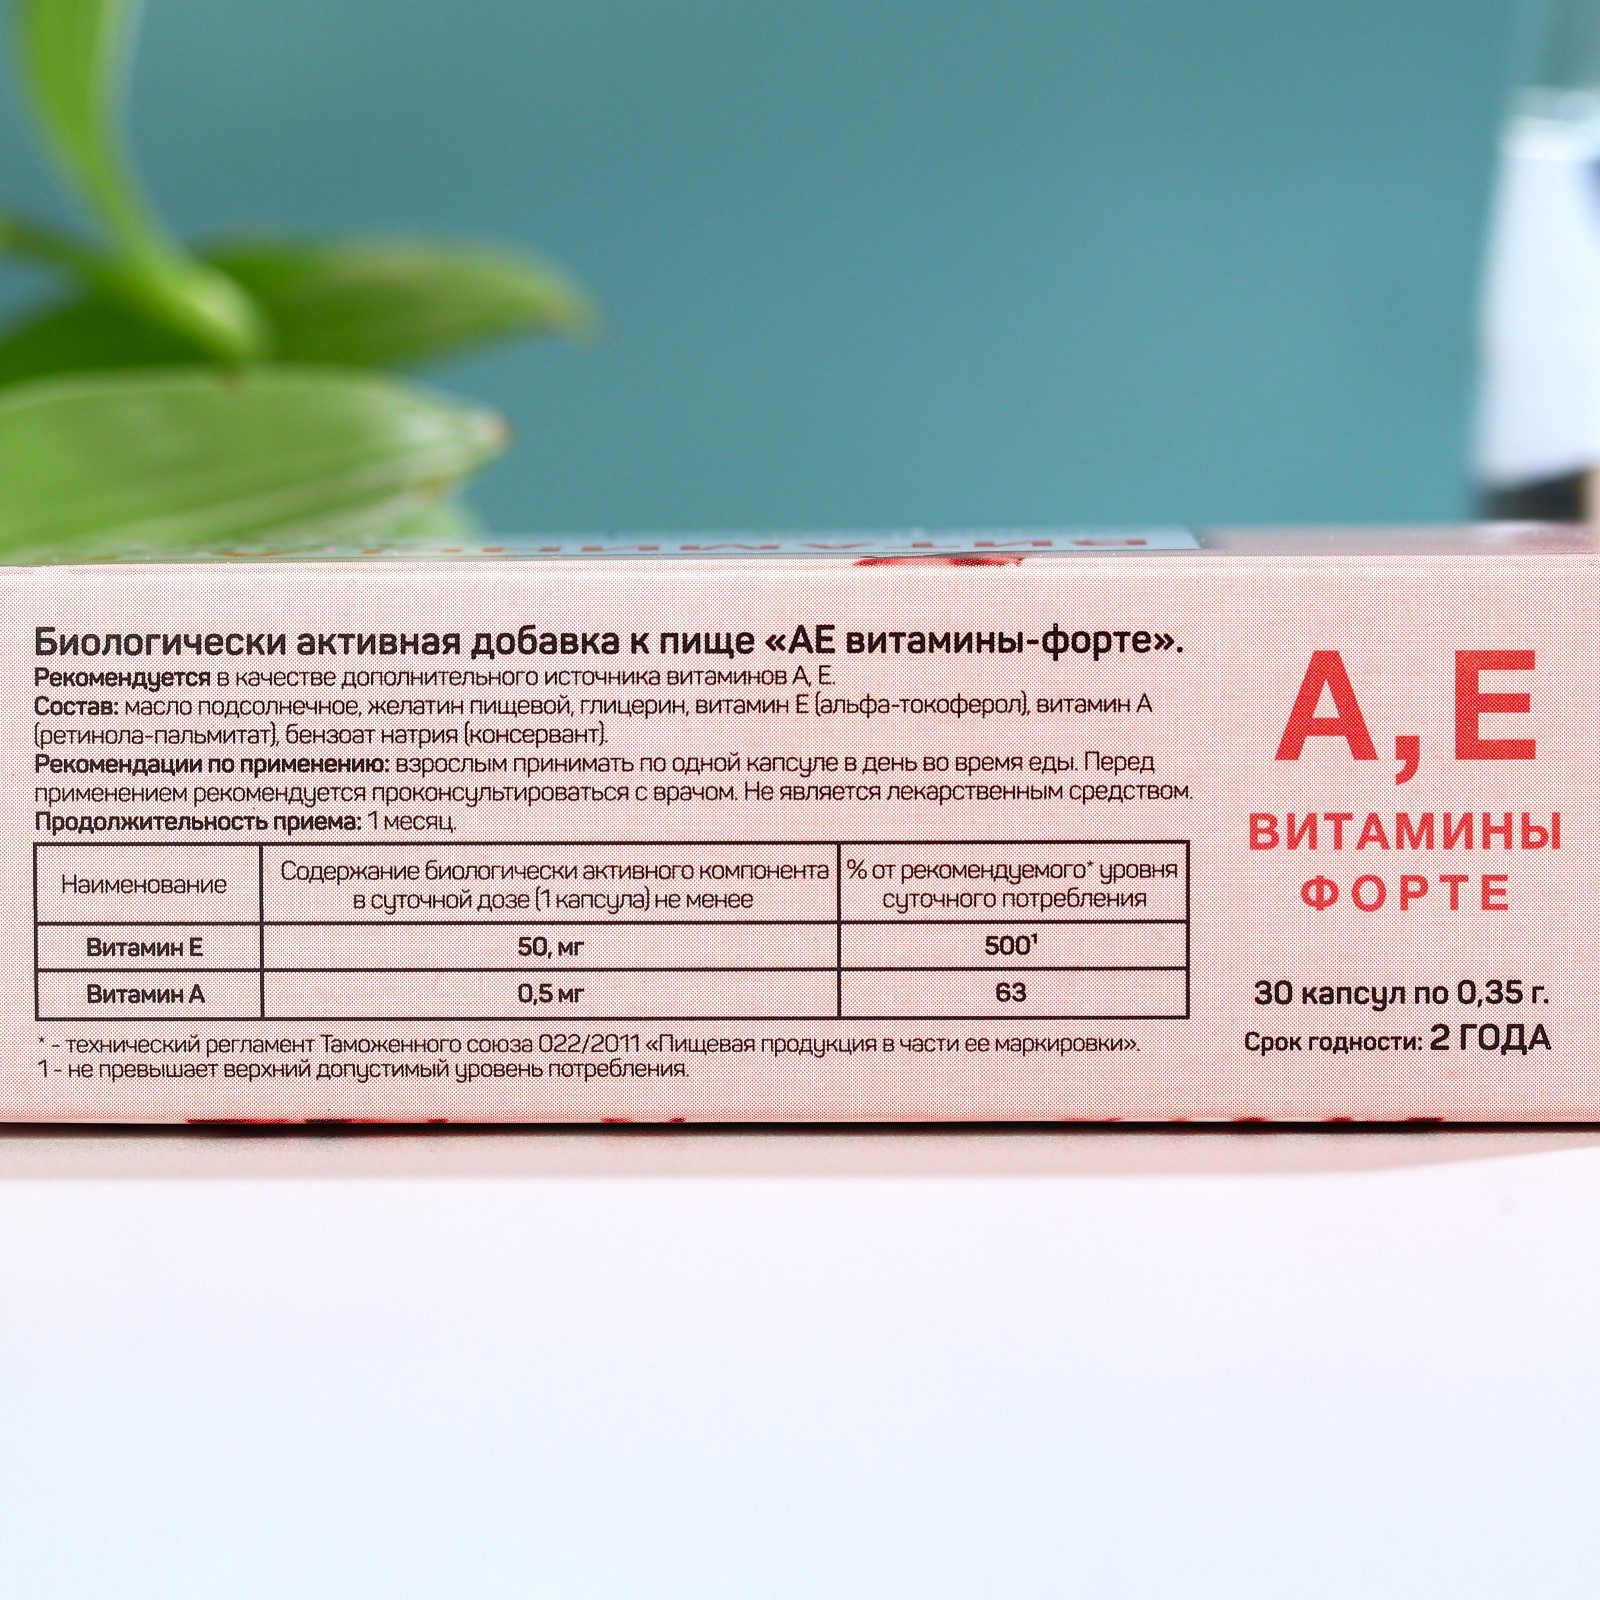 Биологически активная добавка к пище «АЕ витамины-форте».
Рекомендуется в качестве дополнительного источника витаминов А, Е.
Состав: масло подсолнечное, желатин пищевой, глицерин, витамин Е (альфа-токоферол), витамин А
(ретинола-пальмитат), бензоат натрия (консервант).
Рекомендации по применению: взрослым принимать по одной капсуле в день во время еды. Перед
применением рекомендуется проконсультироваться с врачом. Не является лекарственным средством.
Продолжительность приема: 1 месяц.
Наименование
Содержание биологически активного компонента
в суточной дозе (1 капсула) не менее
% от рекомендуемого* уровня
суточного потребления
Витамин Е 50, мг 500¹
Витамин А 0,5 мг 63
* - технический регламент Таможенного союза 022/2011 «Пищевая продукция в части ее маркировки».
1 - не превышает верхний допустимый уровень потребления.
А, Е
ВИТАМИНЫ
ФОРТЕ
30 капсул по 0,35 г.
Срок годности: 2 ГОДА